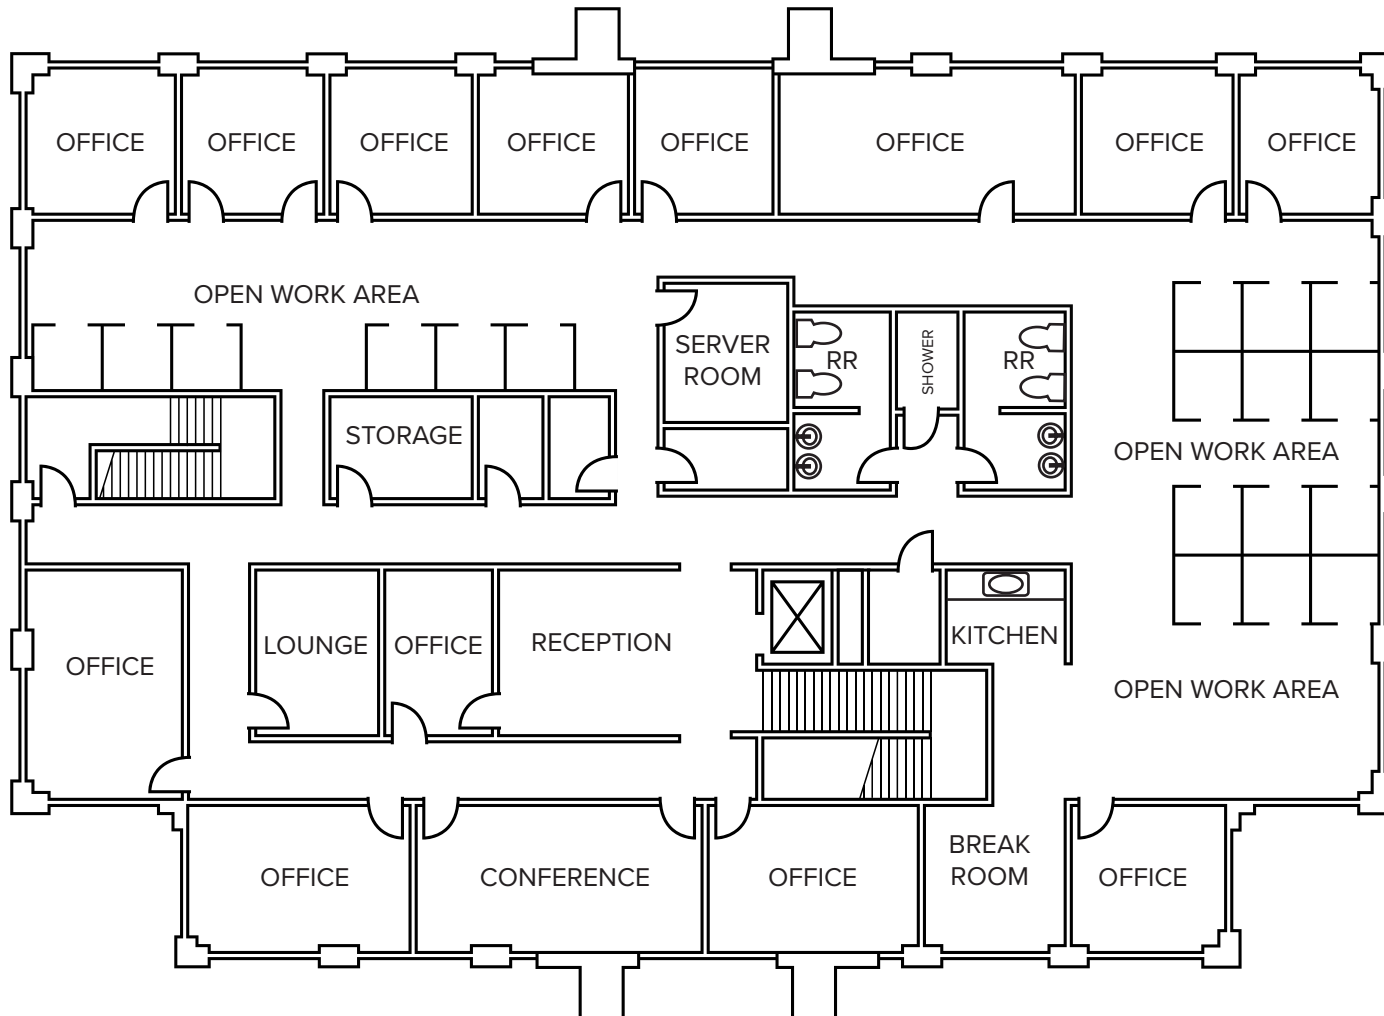 OFFICE
OFFICE
OFFICE
OFFICE
OFFICE
OFFICE
OFFICE
OFFICE
OPEN WORK AREA
SERVER
ROOM
RR
SHOWER
RR
STORAGE
OPEN WORK AREA
OFFICE
LOUNGE
OFFICE
RECEPTION
KITCHEN
OPEN WORK AREA
OFFICE
CONFERENCE
OFFICE
BREAK
ROOM
OFFICE